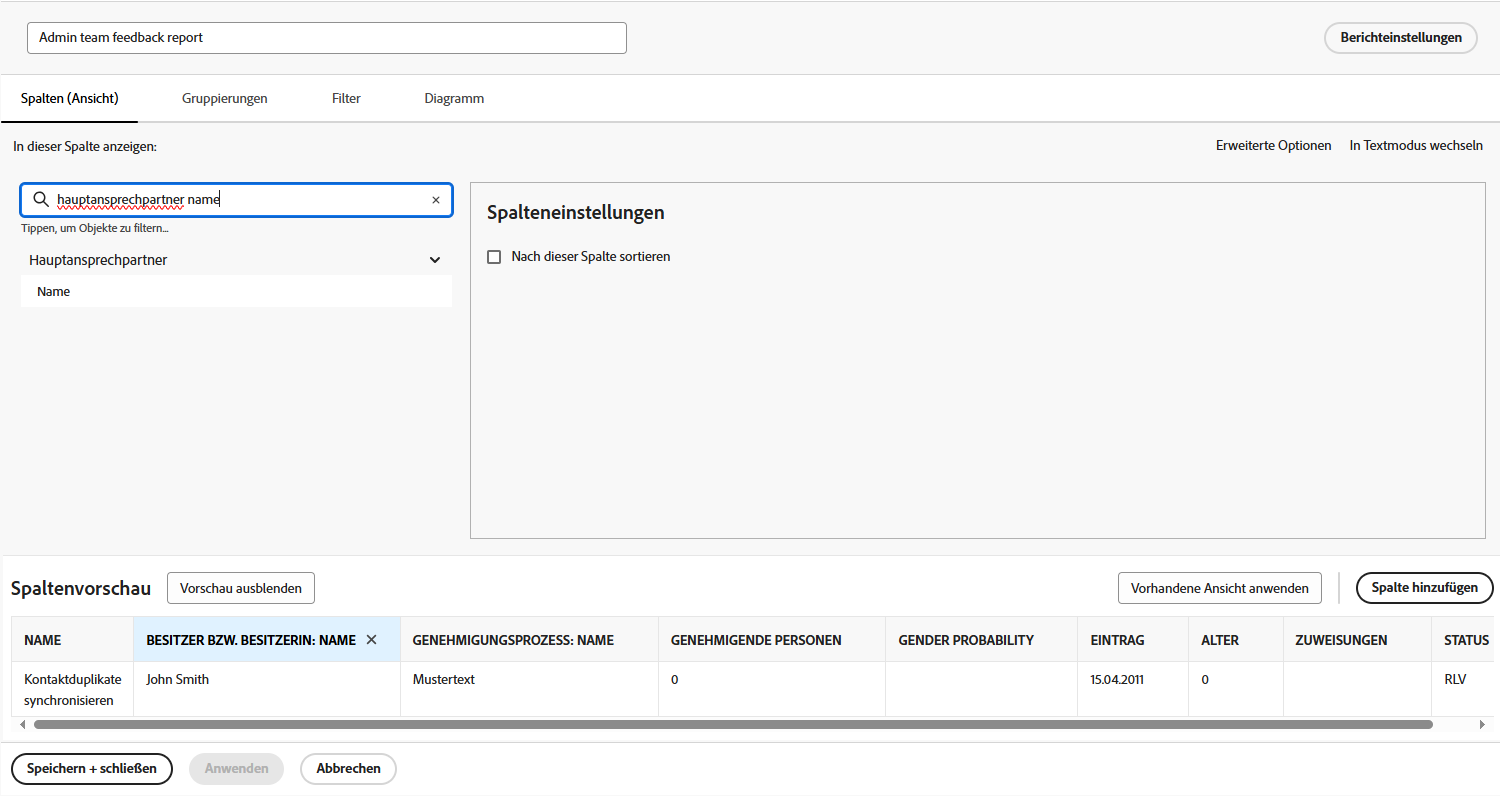 Admin team feedback report
Berichteinstellungen
Spalten (Ansicht) Gruppierungen Filter Diagramm
In dieser Spalte anzeigen:
Erweiterte Optionen In Textmodus wechseln
hauptansprechpartner name
Tippen, um Objekte zu filtern...
Hauptansprechpartner
Name
Spalteneinstellungen
Nach dieser Spalte sortieren
Spaltenvorschau Vorschau ausblenden Vorhandene Ansicht anwenden Spalte hinzufügen
NAME BESITZER BZW. BESITZERIN: NAME GENEHMIGUNGSPROZESS: NAME GENEHMIGENDE PERSONEN GENDER PROBABILITY EINTRAG ALTER ZUWEISUNGEN STATUS
Kontaktduplikate John Smith Mustertext 0 15.04.2011 0 RLV
synchronisieren
Speichern + schließen Anwenden Abbrechen